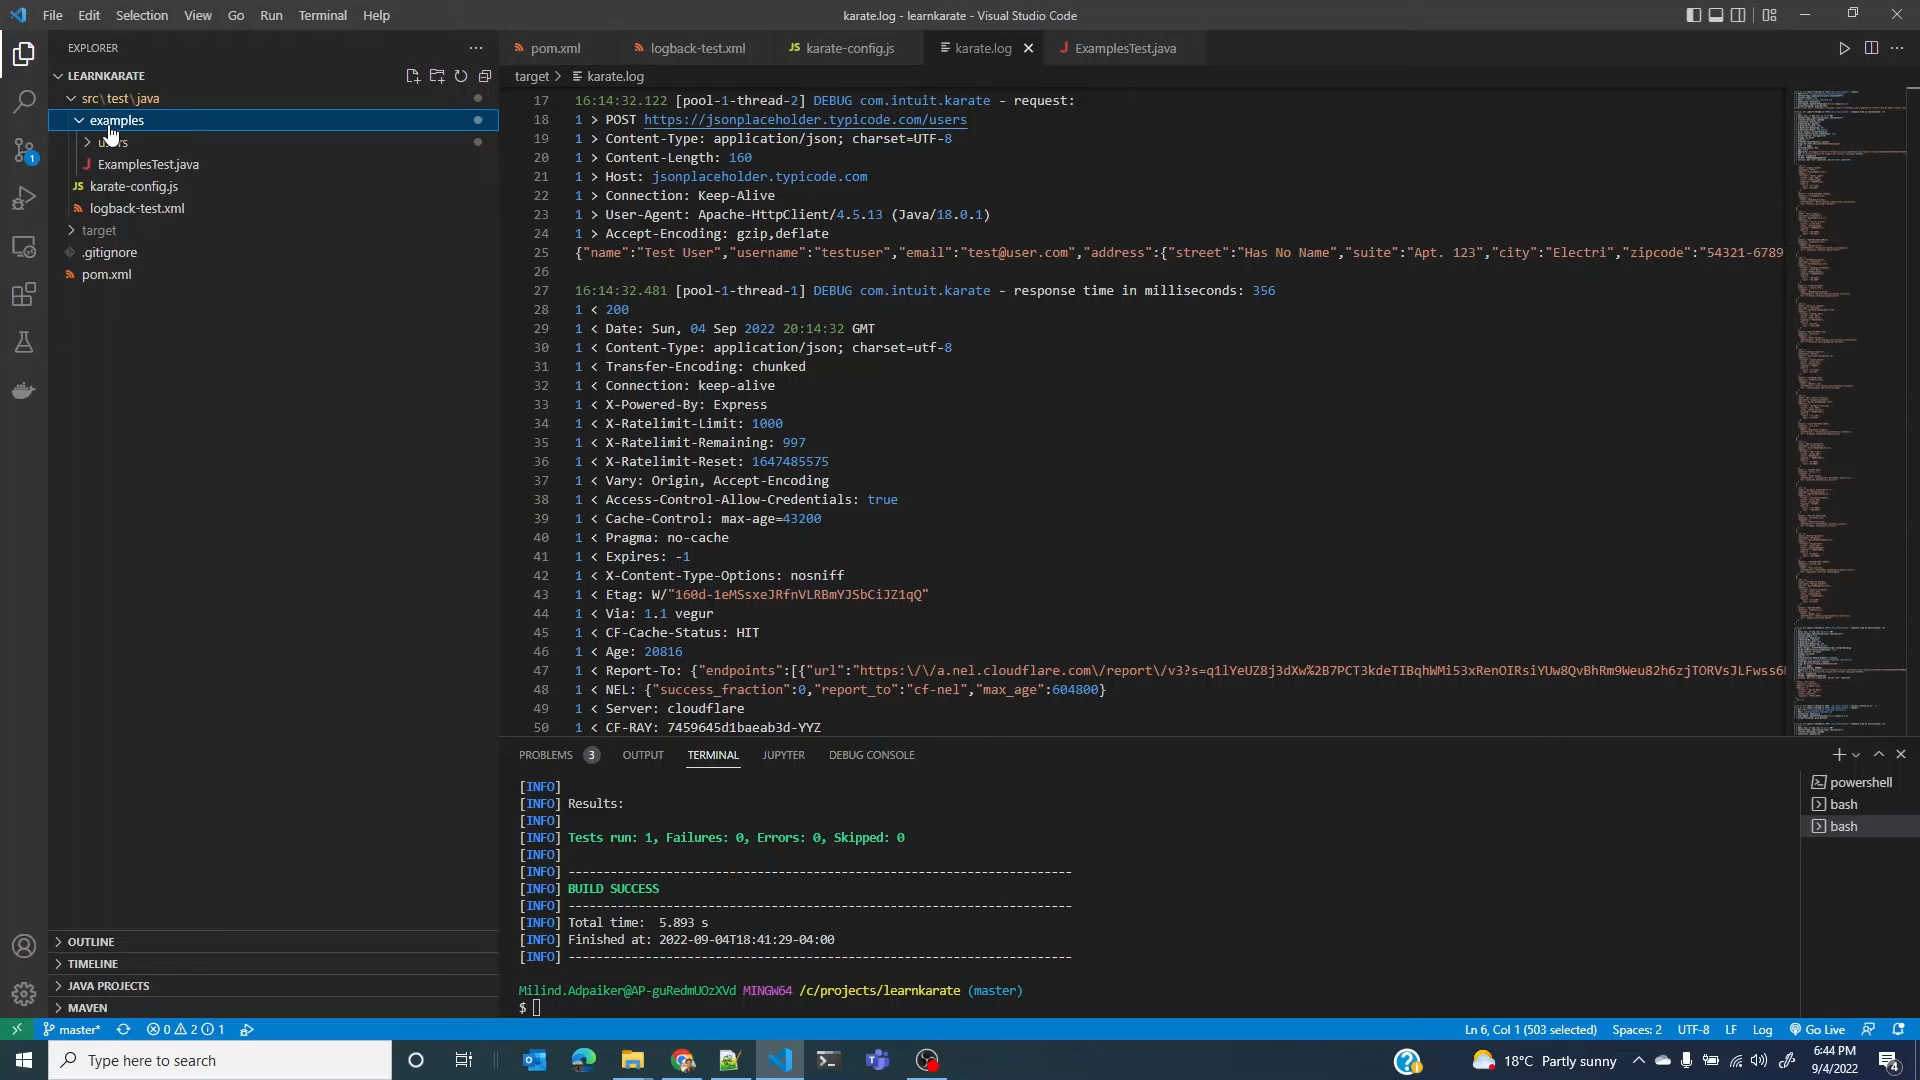 File Edit Selection View Go Run Terminal Help
karate.log - learnkarate - Visual Studio Code
EXPLORER
LEARNKARATE
src\test\java
examples
ExamplesTest.java
karate-config.js
logback-test.xml
target
.gitignore
pom.xml
OUTLINE
TIMELINE
JAVA PROJECTS
MAVEN
pom.xml logback-test.xml JS karate-config.js karate.log J ExamplesTest.java
target > karate.log
17 16:14:32.122 [pool-1-thread-2] DEBUG com.intuit.karate - request:
18 1 > POST https://jsonplaceholder.typicode.com/users
19 1 > Content-Type: application/json; charset=UTF-8
20 1 > Content-Length: 160
21 1 > Host: jsonplaceholder.typicode.com
22 1 > Connection: Keep-Alive
23 1 > User-Agent: Apache-HttpClient/4.5.13 (Java/18.0.1)
24 1 > Accept-Encoding: gzip,deflate
25 {"name":"Test User","username":"testuser","email":"test@user.com","address":{"street":"Has No Name","suite":"Apt. 123","city":"Electri","zipcode":"54321-6789
26
27 16:14:32.481 [pool-1-thread-1] DEBUG com.intuit.karate - response time in milliseconds: 356
28 1 < 200
29 1 < Date: Sun, 04 Sep 2022 20:14:32 GMT
30 1 < Content-Type: application/json; charset=utf-8
31 1 < Transfer-Encoding: chunked
32 1 < Connection: keep-alive
33 1 < X-Powered-By: Express
34 1 < X-Ratelimit-Limit: 1000
35 1 < X-Ratelimit-Remaining: 997
36 1 < X-Ratelimit-Reset: 1647485575
37 1 < Vary: Origin, Accept-Encoding
38 1 < Access-Control-Allow-Credentials: true
39 1 < Cache-Control: max-age=43200
40 1 < Pragma: no-cache
41 1 < Expires: -1
42 1 < X-Content-Type-Options: nosniff
43 1 < Etag: W/"160d-1eMSsxeJRfnVLRBmYJSbCiJZ1qQ"
44 1 < Via: 1.1 vegur
45 1 < CF-Cache-Status: HIT
46 1 < Age: 20816
47 1 < Report-To: {"endpoints":[{"url":"https:\/\/a.nel.cloudflare.com\/report\/v3?s=q1lYeUZ8j3dXw%2B7PCT3kdeTIBqhWMi53xRenOIRsiYUw8QvBhRm9Weu82h6zjTORVsJLFwss6
48 1 < NEL: {"success_fraction":0,"report_to":"cf-nel","max_age":604800}
49 1 < Server: cloudflare
50 1 < CF-RAY: 7459645d1baeab3d-YYZ
PROBLEMS 3 OUTPUT TERMINAL JUPYTER DEBUG CONSOLE
[INFO]
[INFO] Results:
[INFO]
[INFO] Tests run: 1, Failures: 0, Errors: 0, Skipped: 0
[INFO]
[INFO] ------------------------------------------------------------------------
[INFO] BUILD SUCCESS
[INFO] ------------------------------------------------------------------------
[INFO] Total time:  5.893 s
[INFO] Finished at: 2022-09-04T18:41:29-04:00
[INFO] ------------------------------------------------------------------------
Milind.Adpaiker@AP-guRedmUOzXVd MINGW64 /c/projects/learnkarate (master)
$
powershell
bash
bash
master* 0 2 1
Ln 6, Col 1 (503 selected) Spaces: 2 UTF-8 LF Log Go Live
Type here to search
18°C Partly sunny
6:44 PM
9/4/2022
4